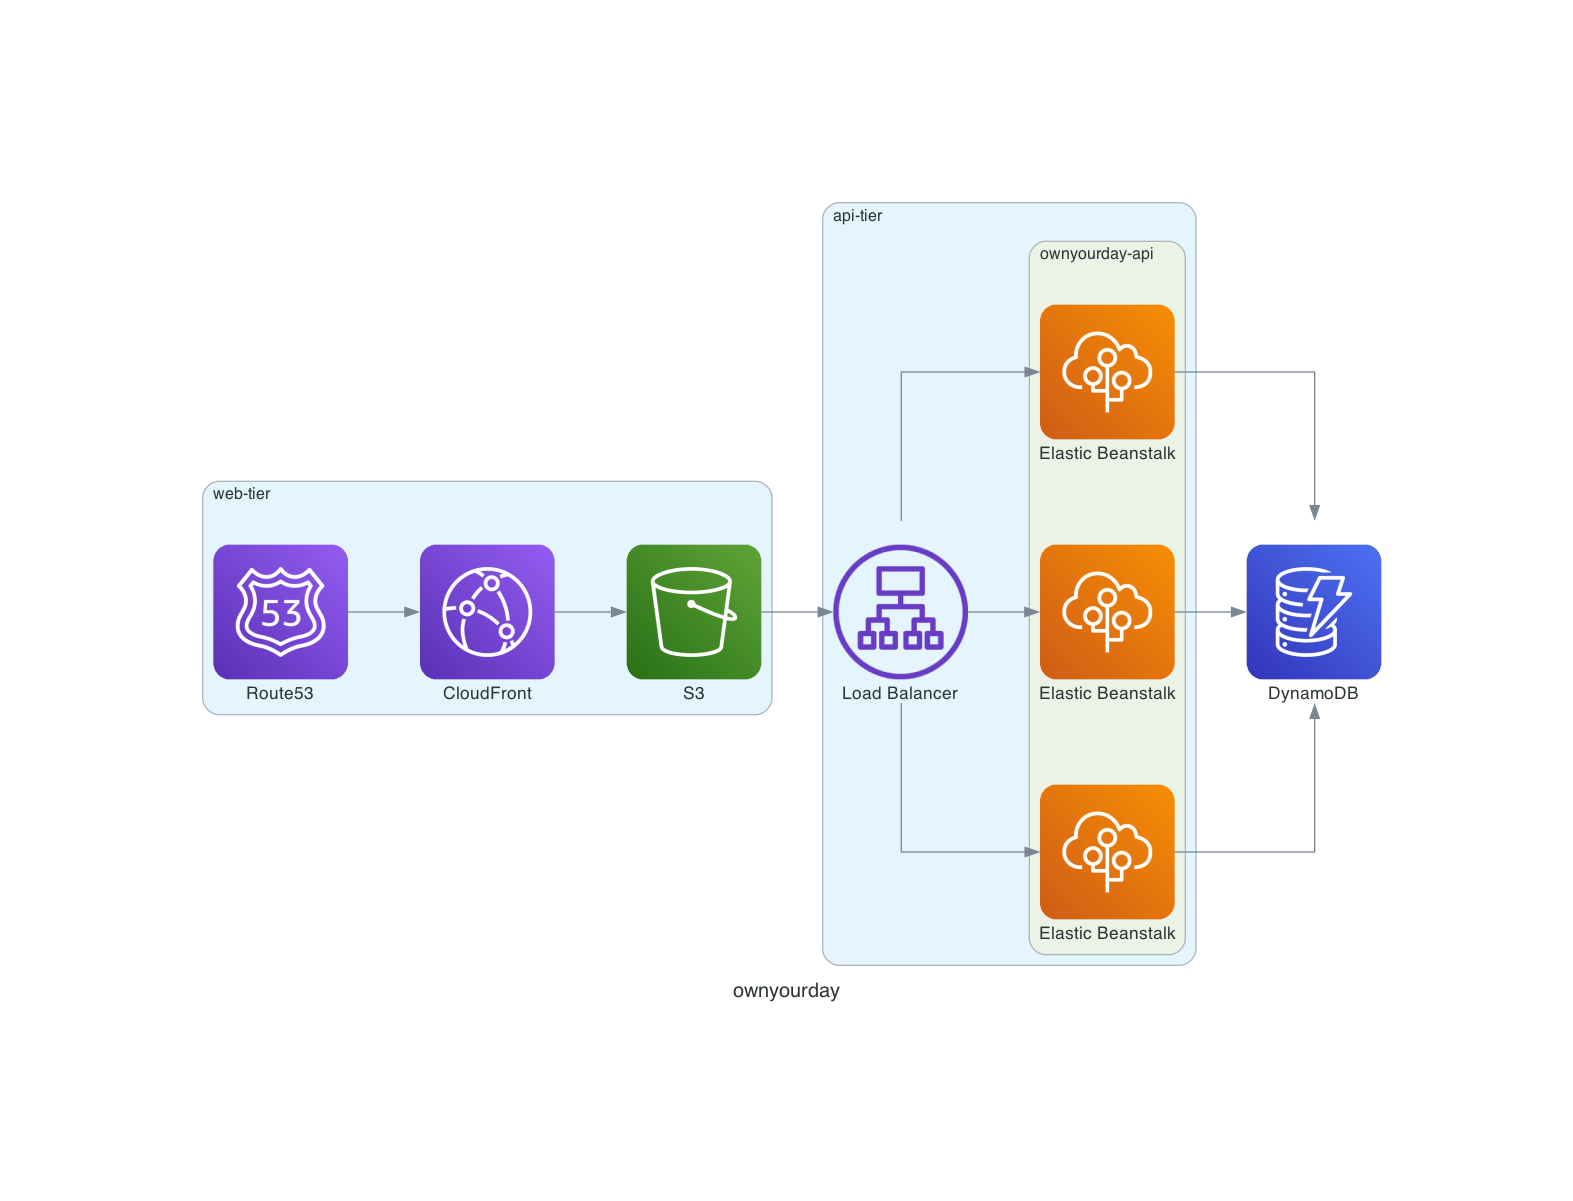 api-tier
ownyourday-api
Elastic Beanstalk
web-tier
53
Route53
CloudFront
S3
Load Balancer
Elastic Beanstalk
DynamoDB
Elastic Beanstalk
ownyourday